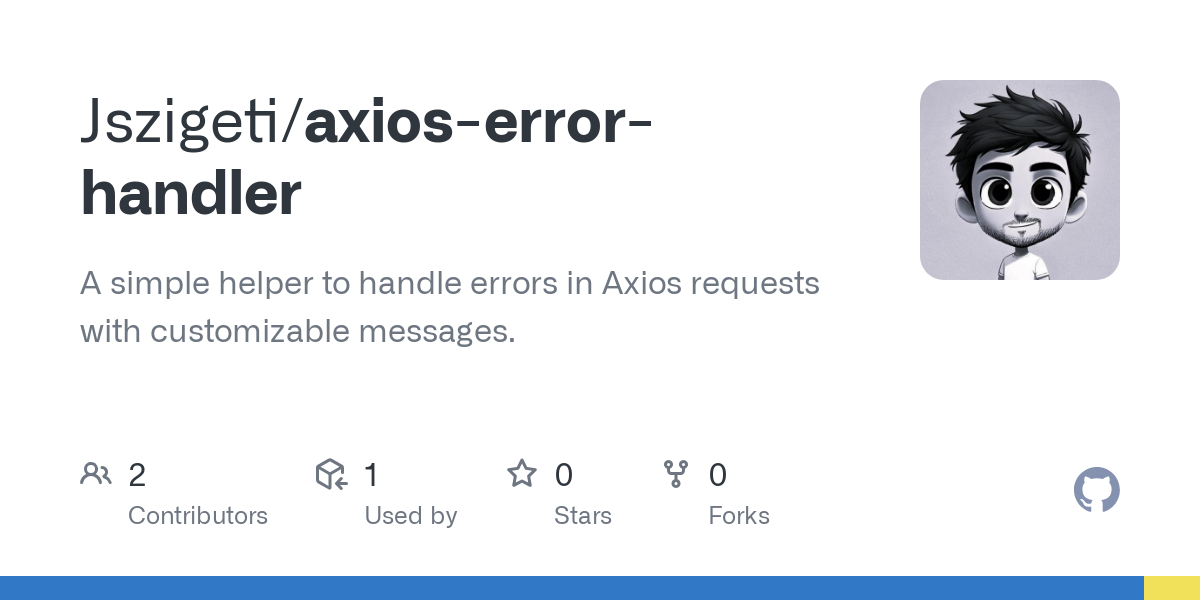 Jszigeti/axios-error-
handler
A simple helper to handle errors in Axios requests
with customizable messages.
2 1 0 0
Contributors Used by Stars Forks